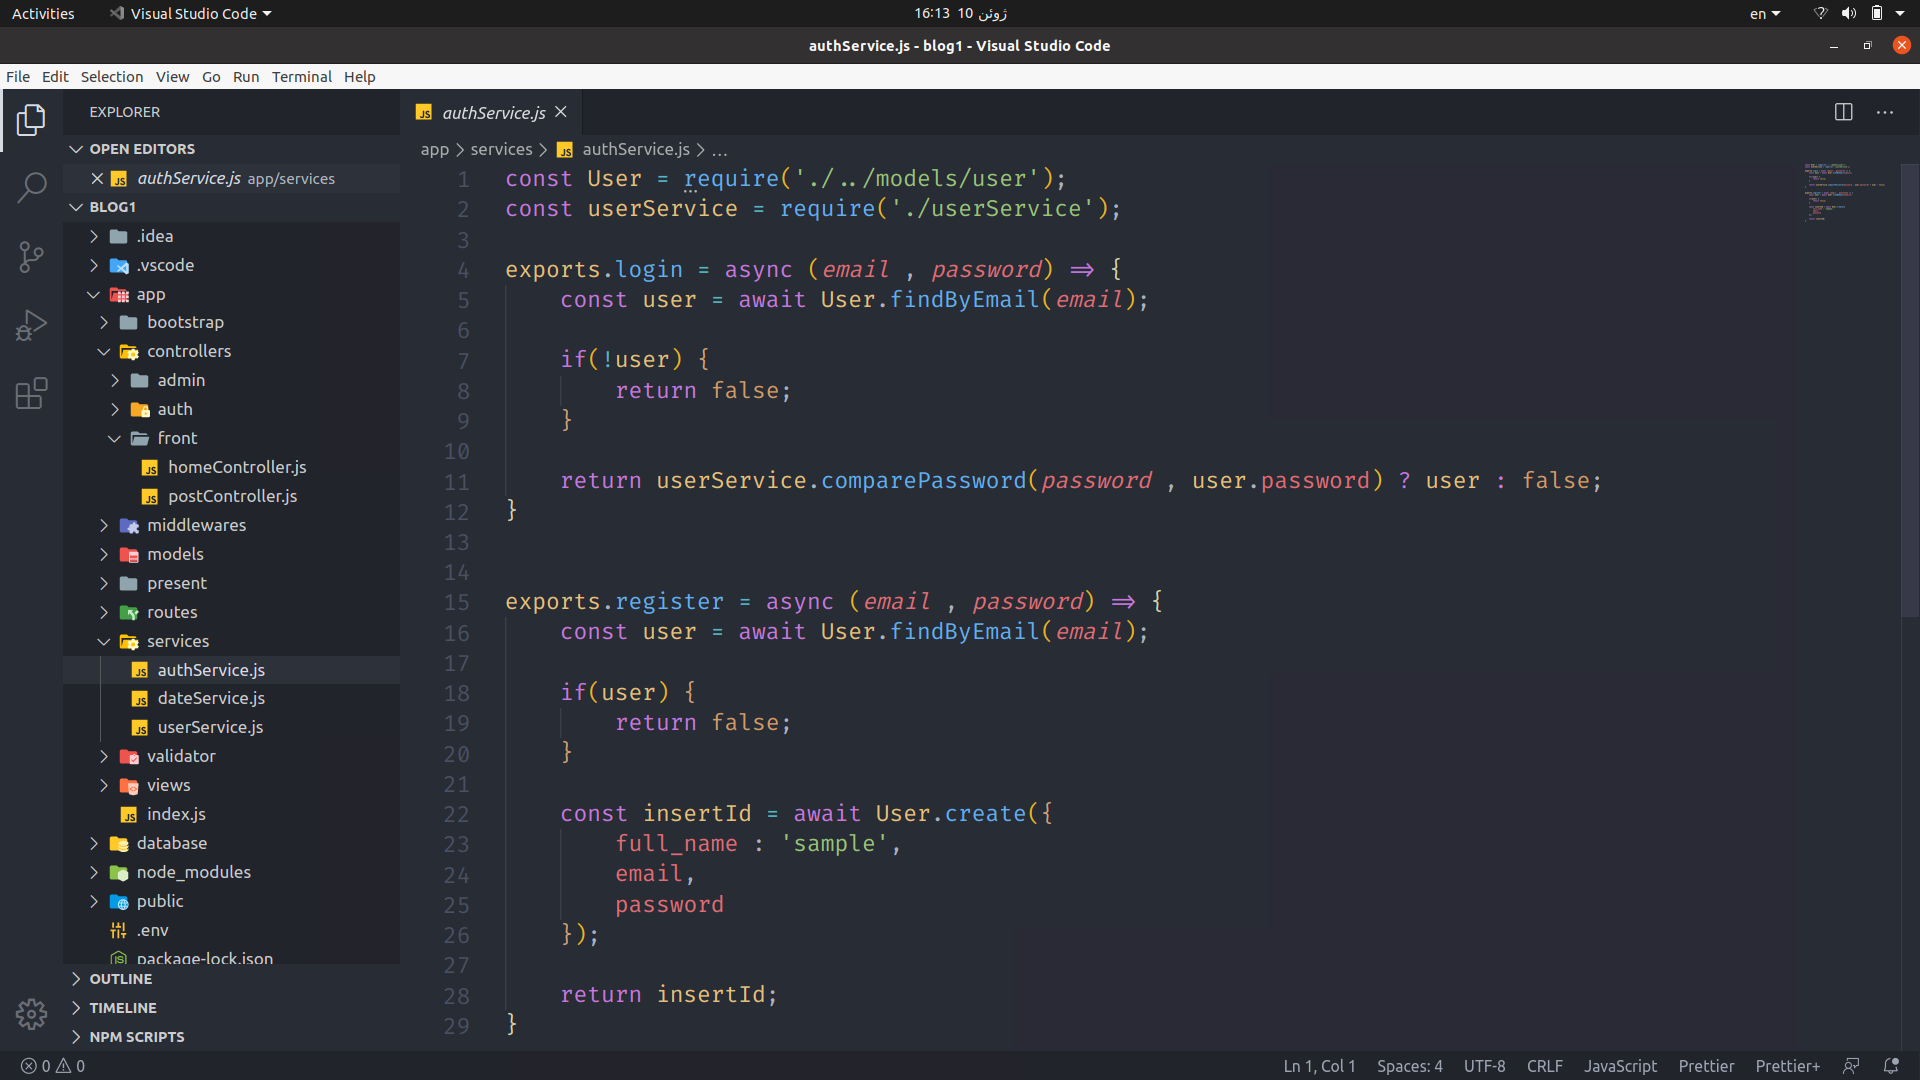 Activities
Visual Studio Code
16:13 10 ژوئن
en
authService.js - blog1 - Visual Studio Code
File Edit Selection View Go Run Terminal Help
EXPLORER
OPEN EDITORS
authService.js app/services
BLOG1
.idea
.vscode
app
bootstrap
controllers
admin
auth
front
homeController.js
postController.js
middlewares
models
present
routes
services
authService.js
dateService.js
userService.js
validator
views
index.js
database
node_modules
public
.env
package-lock.json
OUTLINE
TIMELINE
NPM SCRIPTS
authService.js
app > services > JS authService.js > ...
1 const User = require('./../models/user');
2 const userService = require('./userService');
3
4 exports.login = async (email , password) => {
5 const user = await User.findByEmail(email);
6
7 if(!user) {
8 return false;
9 }
10
11 return userService.comparePassword(password , user.password) ? user : false;
12 }
13
14
15 exports.register = async (email , password) => {
16 const user = await User.findByEmail(email);
17
18 if(user) {
19 return false;
20 }
21
22 const insertId = await User.create({
23 full_name : 'sample',
24 email,
25 password
26 });
27
28 return insertId;
29 }
0 0
Ln 1, Col 1 Spaces: 4 UTF-8 CRLF JavaScript Prettier Prettier+